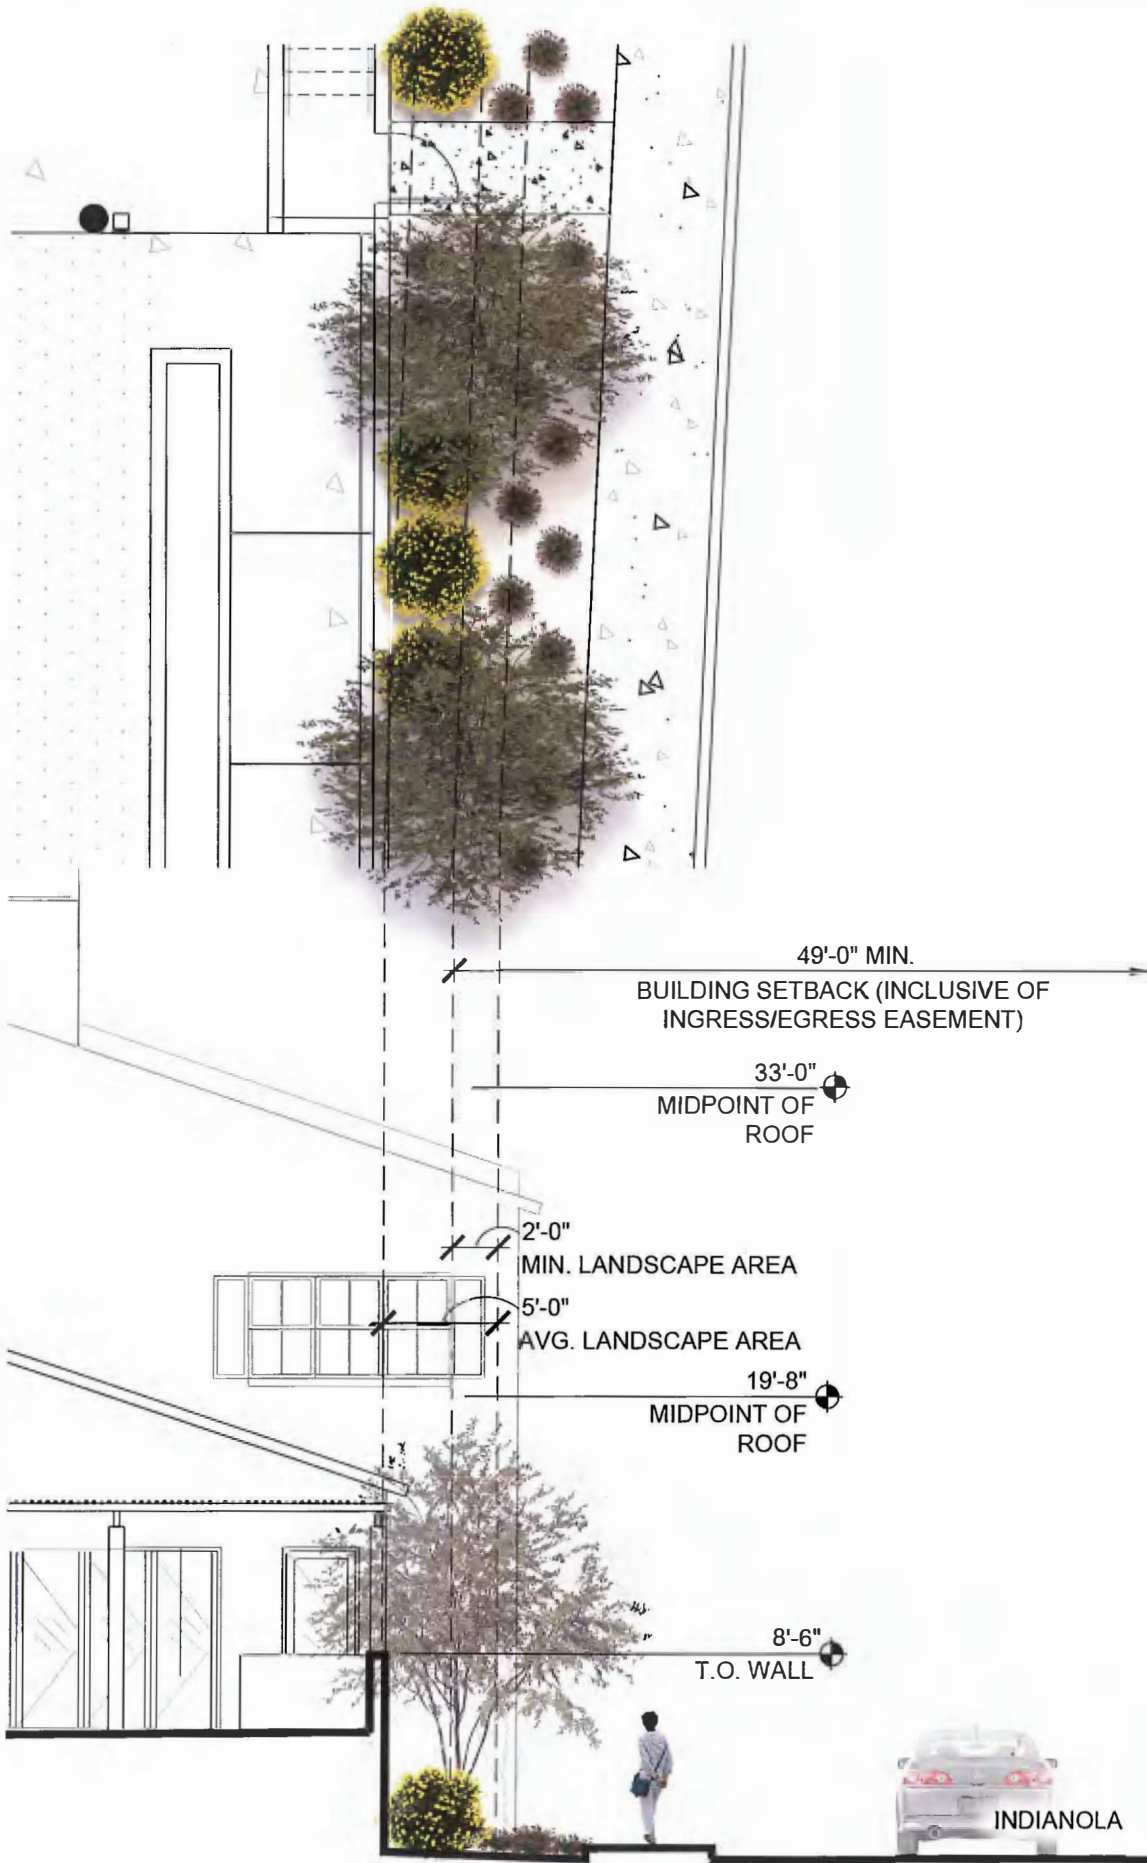 49'-0" MIN.
BUILDING SETBACK (INCLUSIVE OF
INGRESS/EGRESS EASEMENT)
33'-0"
MIDPOINT OF
ROOF
2'-0"
MIN. LANDSCAPE AREA
5'-0"
AVG. LANDSCAPE AREA
19'-8"
MIDPOINT OF
ROOF
8'-6"
T.O. WALL
INDIANOLA